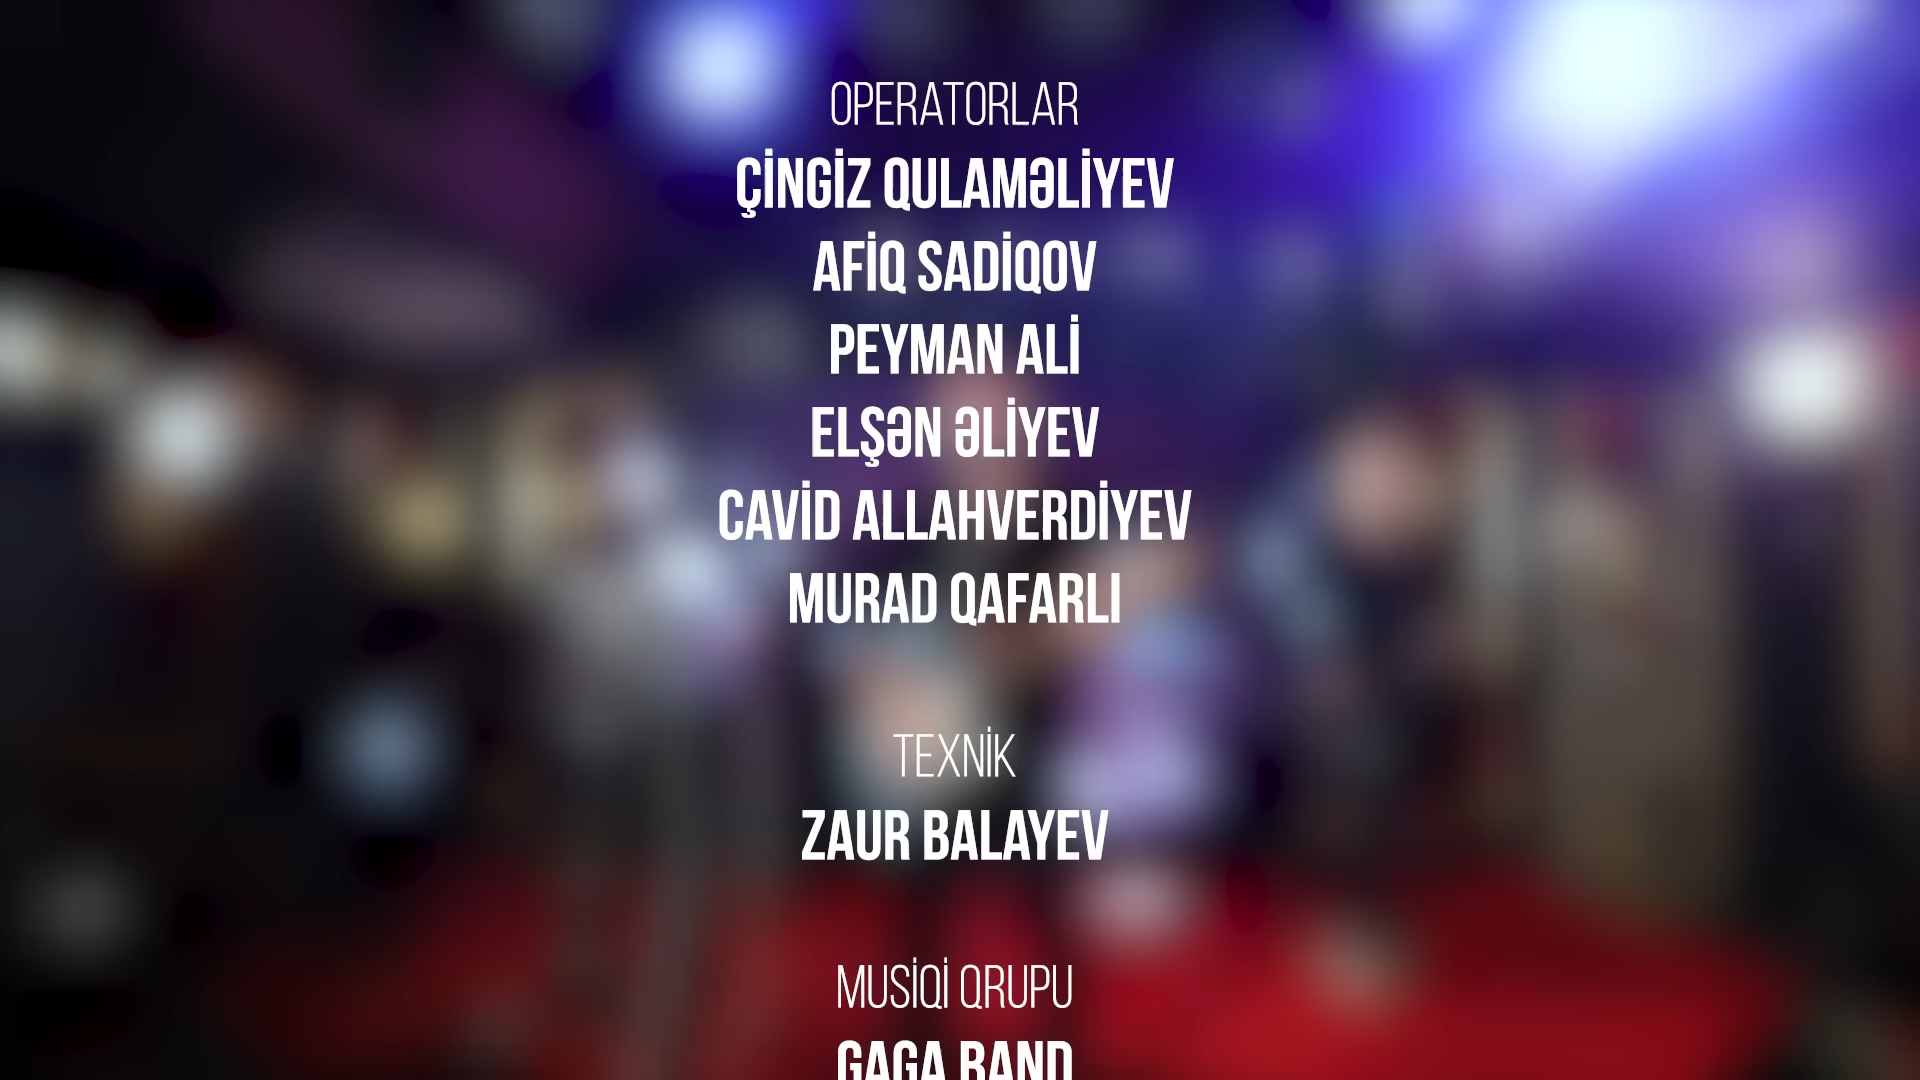 OPERATORLAR
ÇİNGİZ QULAMƏLİYEV
AFİQ SADİQOV
PEYMAN ALİ
ELŞƏN ƏLİYEV
CAVİD ALLAHVERDİYEV
MURAD QAFARLI
TEXNİK
ZAUR BALAYEV
MUSİQİ QRUPU
GAGA BAND